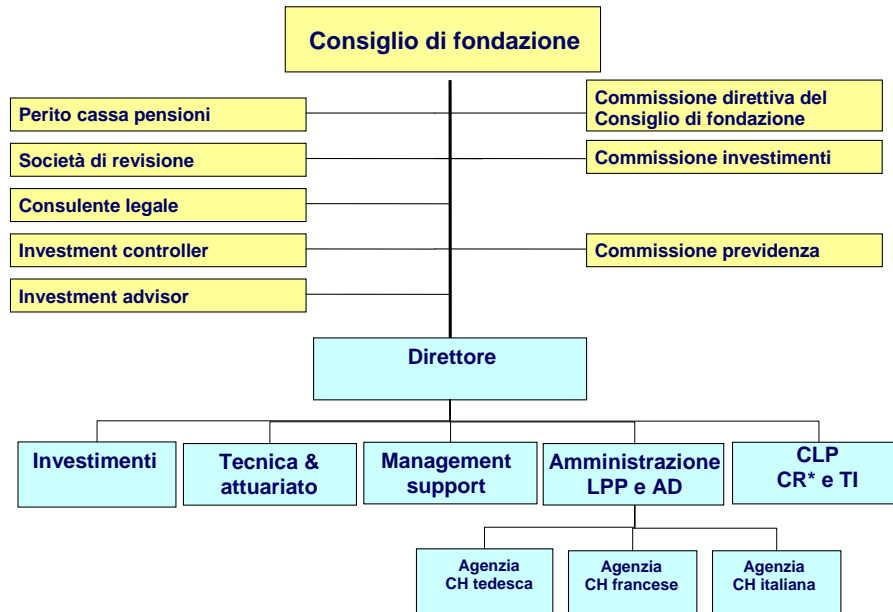 Consiglio di fondazione
Perito cassa pensioni
Commissione direttiva del
Consiglio di fondazione
Società di revisione
Commissione investimenti
Consulente legale
Investment controller
Commissione previdenza
Investment advisor
Direttore
Investimenti
Tecnica &
attuariato
Management
support
Amministrazione
LPP e AD
CLP
CR* e TI
Agenzia
CH tedesca
Agenzia
CH francese
Agenzia
CH italiana